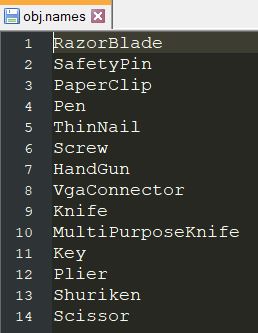 obj.names
1 RazorBlade
2 SafetyPin
3 PaperClip
4 Pen
5 ThinNail
6 Screw
7 HandGun
8 VgaConnector
9 Knife
10 MultiPurposeKnife
11 Key
12 Plier
13 Shuriken
14 Scissor